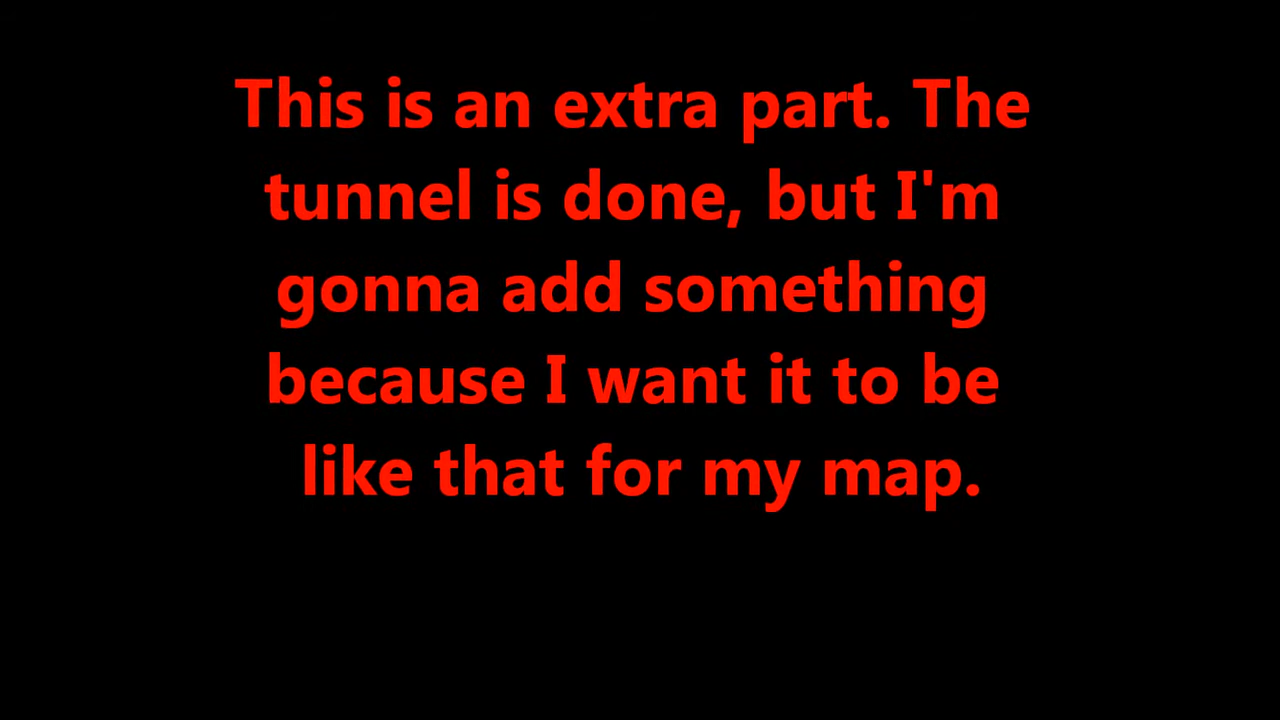 This is an extra part. The
tunnel is done, but I'm
gonna add something
because I want it to be
like that for my map.